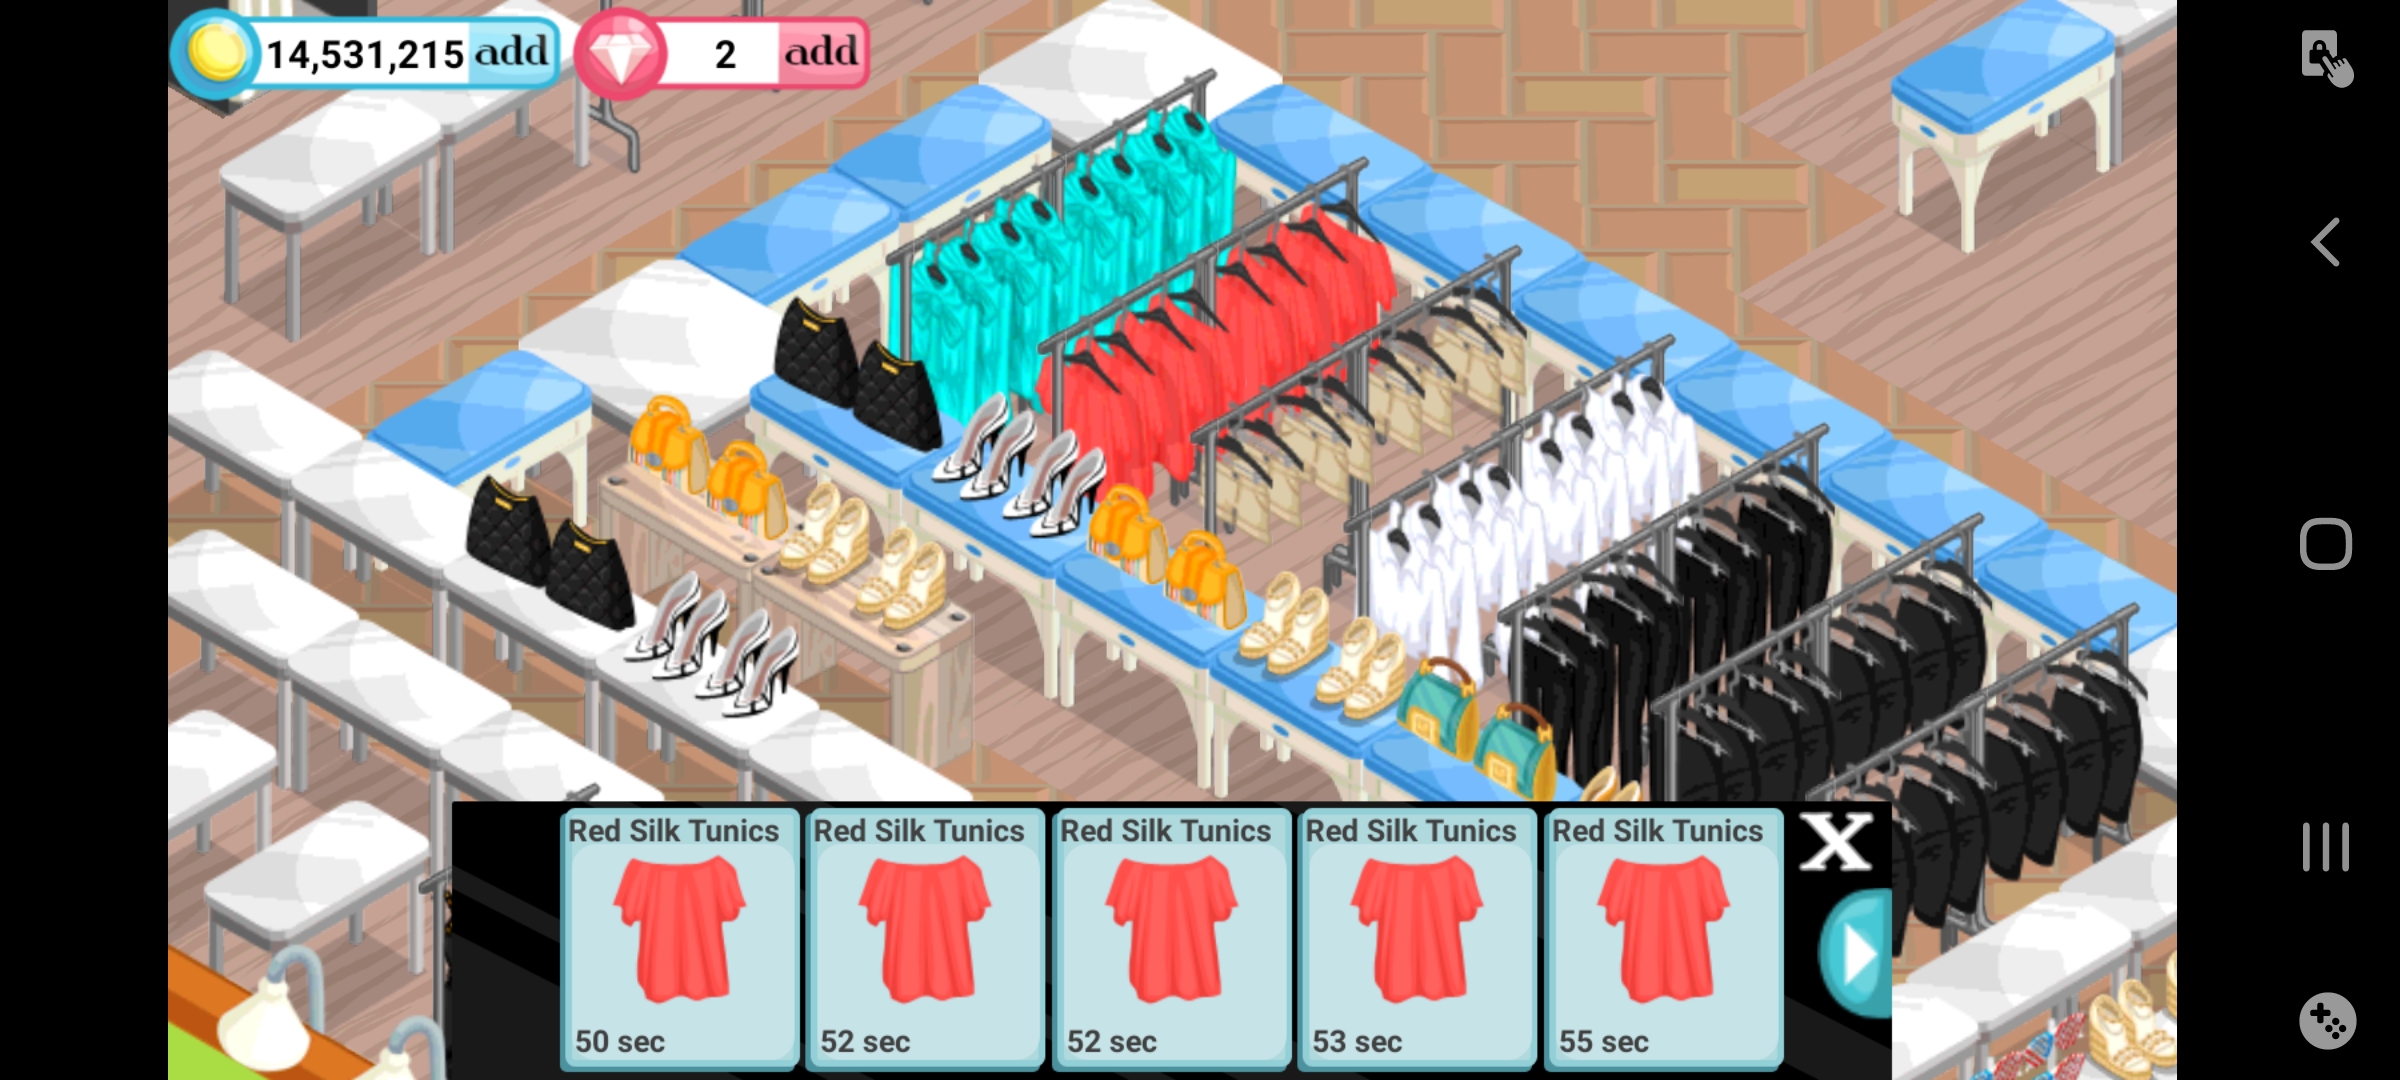 14,531,215 add
2 add
Red Silk Tunics
50 sec
Red Silk Tunics
52 sec
Red Silk Tunics
52 sec
Red Silk Tunics
53 sec
Red Silk Tunics
55 sec
X